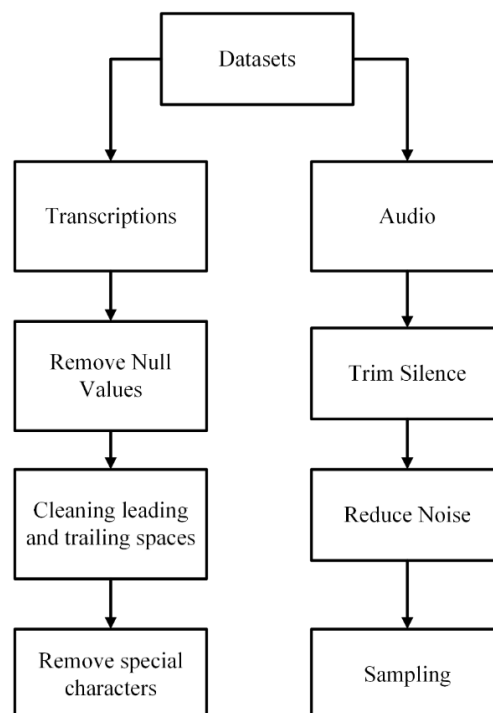 Datasets
Transcriptions
Audio
Remove Null
Values
Trim Silence
Cleaning leading
and trailing spaces
Reduce Noise
Remove special
characters
Sampling